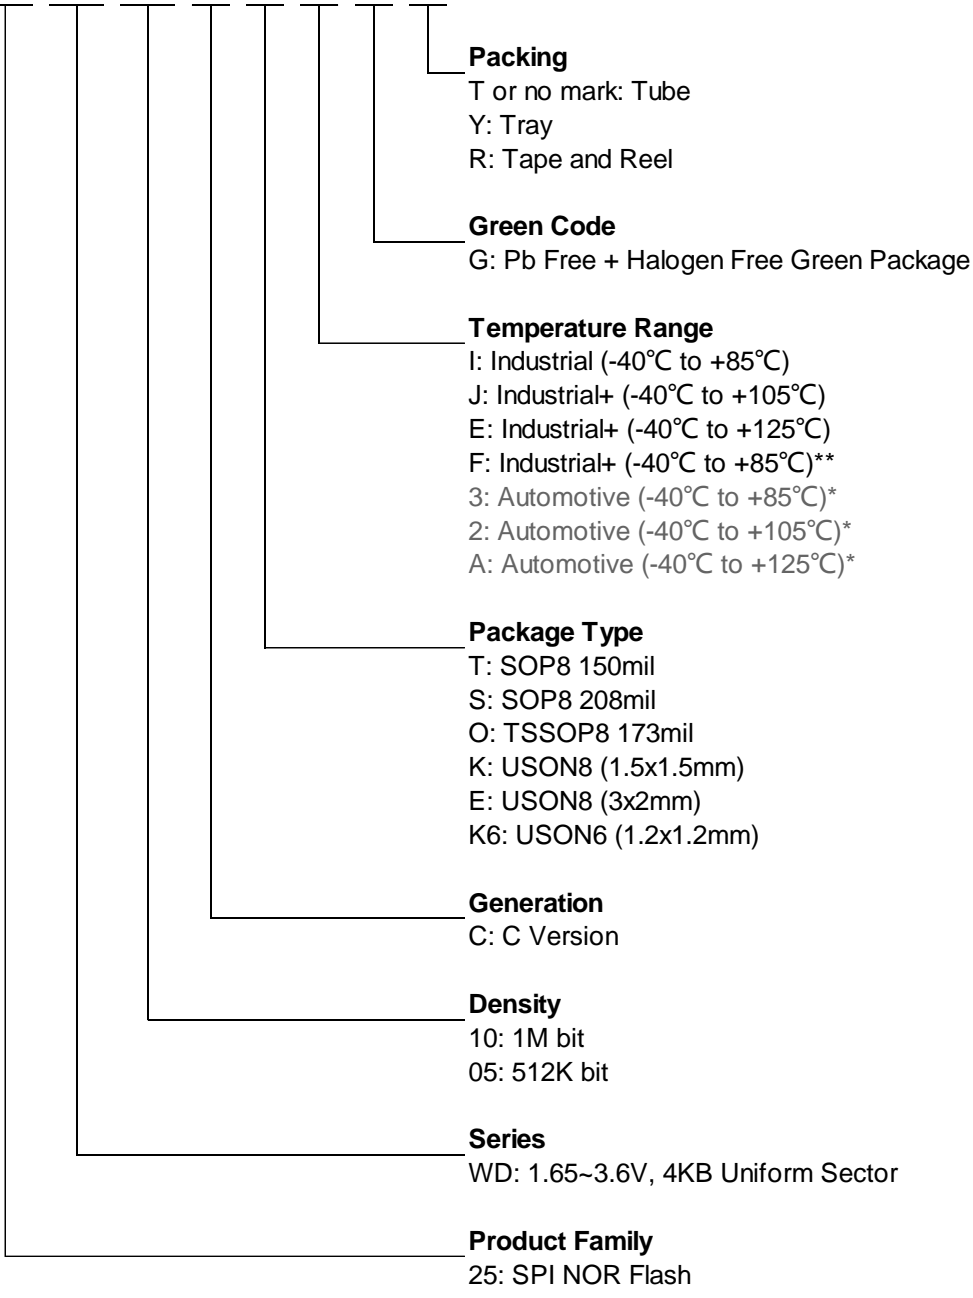 Packing
T or no mark: Tube
Y: Tray
R: Tape and Reel
Green Code
G: Pb Free + Halogen Free Green Package
Temperature Range
I: Industrial (-40℃ to +85℃)
J: Industrial+ (-40℃ to +105℃)
E: Industrial+ (-40℃ to +125℃)
F: Industrial+ (-40℃ to +85℃)**
3: Automotive (-40℃ to +85℃)*
2: Automotive (-40℃ to +105℃)*
A: Automotive (-40℃ to +125℃)*
Package Type
T: SOP8 150mil
S: SOP8 208mil
O: TSSOP8 173mil
K: USON8 (1.5x1.5mm)
E: USON8 (3x2mm)
K6: USON6 (1.2x1.2mm)
Generation
C: C Version
Density
10: 1M bit
05: 512K bit
Series
WD: 1.65~3.6V, 4KB Uniform Sector
Product Family
25: SPI NOR Flash